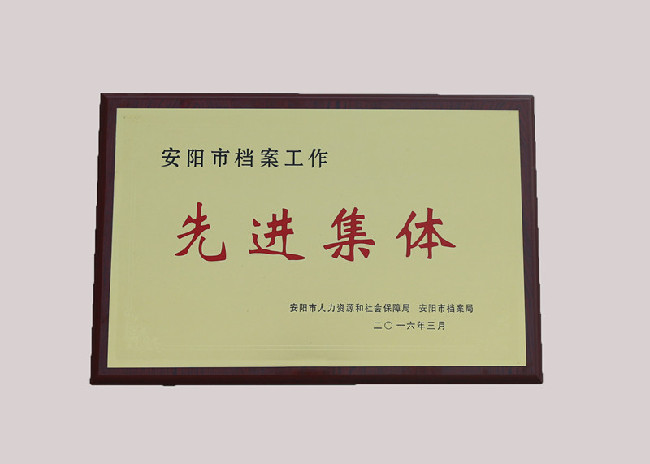 安阳市档案工作
先进集体
安阳市人力资源和社会保障局 安阳市档案局
二〇一六年三月